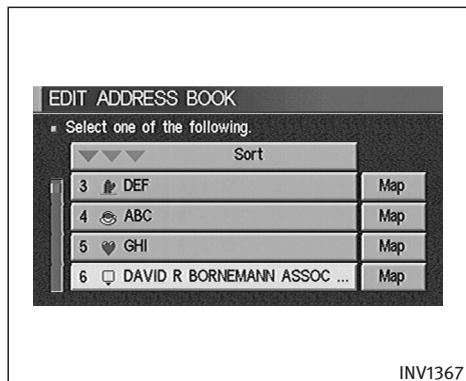 EDIT ADDRESS BOOK
Select one of the following.
Sort
3 DEF Map
4 ABC Map
5 GHI Map
6 DAVID R BORNEMANN ASSOC ... Map
INV1367